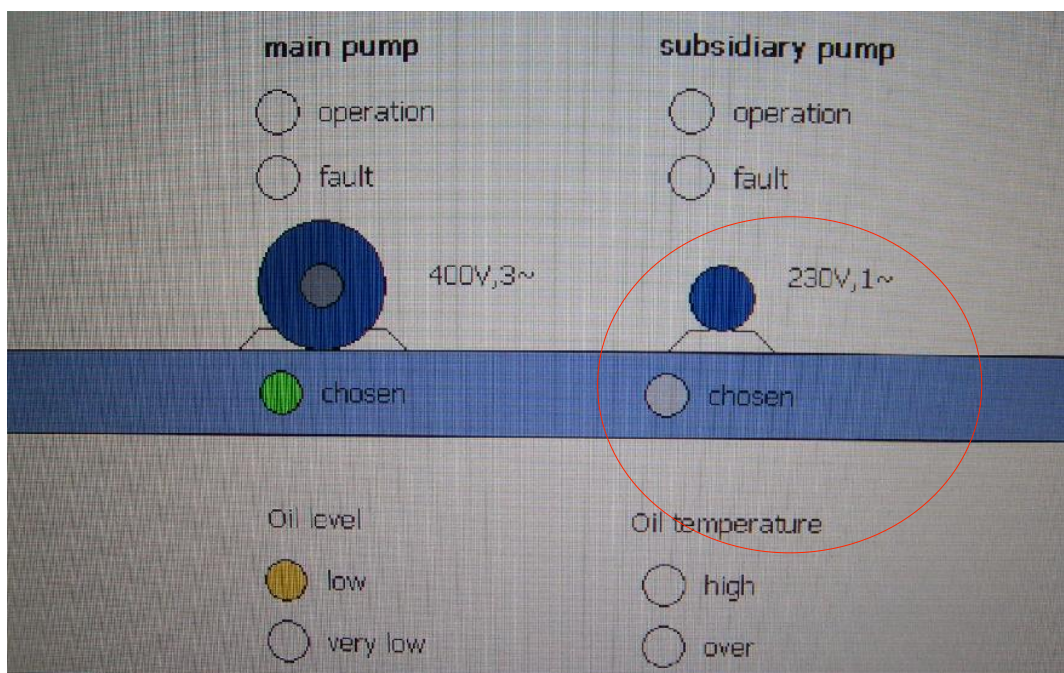 main pump
subsidiary pump
operation
operation
fault
fault
400V,3~
230V,1~
chosen
chosen
Oil level
Oil temperature
low
high
very low
over